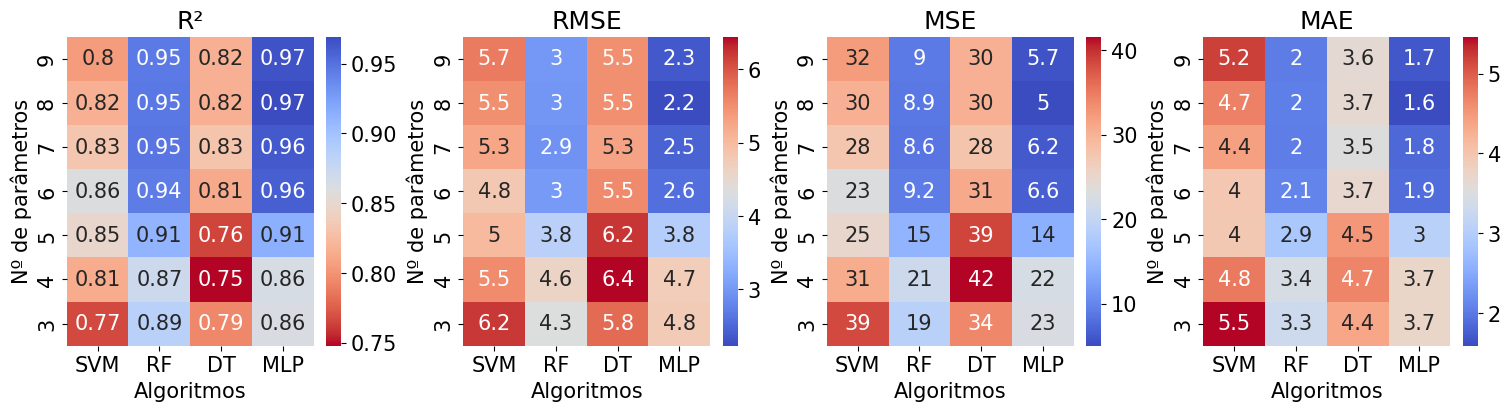 R² RMSE MSE MAE
9 0.8 0.95 0.82 0.97 0.95 9 5.7 3 5.5 2.3 6 9 32 9 30 5.7 40 9 5.2 2 3.6 1.7 5
8 0.82 0.95 0.82 0.97 8 5.5 3 5.5 2.2 8 30 8.9 30 5 8 4.7 2 3.7 1.6
7 0.83 0.95 0.83 0.96 0.90 7 5.3 2.9 5.3 2.5 5 7 28 8.6 28 6.2 30 7 4.4 2 3.5 1.8 4
6 0.86 0.94 0.81 0.96 0.85 6 4.8 3 5.5 2.6 4 6 23 9.2 31 6.6 20 6 4 2.1 3.7 1.9
5 0.85 0.91 0.76 0.91 5 5 3.8 6.2 3.8 5 25 15 39 14 5 4 2.9 4.5 3 3
4 0.81 0.87 0.75 0.86 0.80 4 5.5 4.6 6.4 4.7 3 4 31 21 42 22 10 4 4.8 3.4 4.7 3.7
3 0.77 0.89 0.79 0.86 0.75 3 6.2 4.3 5.8 4.8 3 39 19 34 23 3 5.5 3.3 4.4 3.7 2
Nº de parâmetros Nº de parâmetros Nº de parâmetros Nº de parâmetros
SVM RF DT MLP SVM RF DT MLP SVM RF DT MLP SVM RF DT MLP
Algoritmos Algoritmos Algoritmos Algoritmos